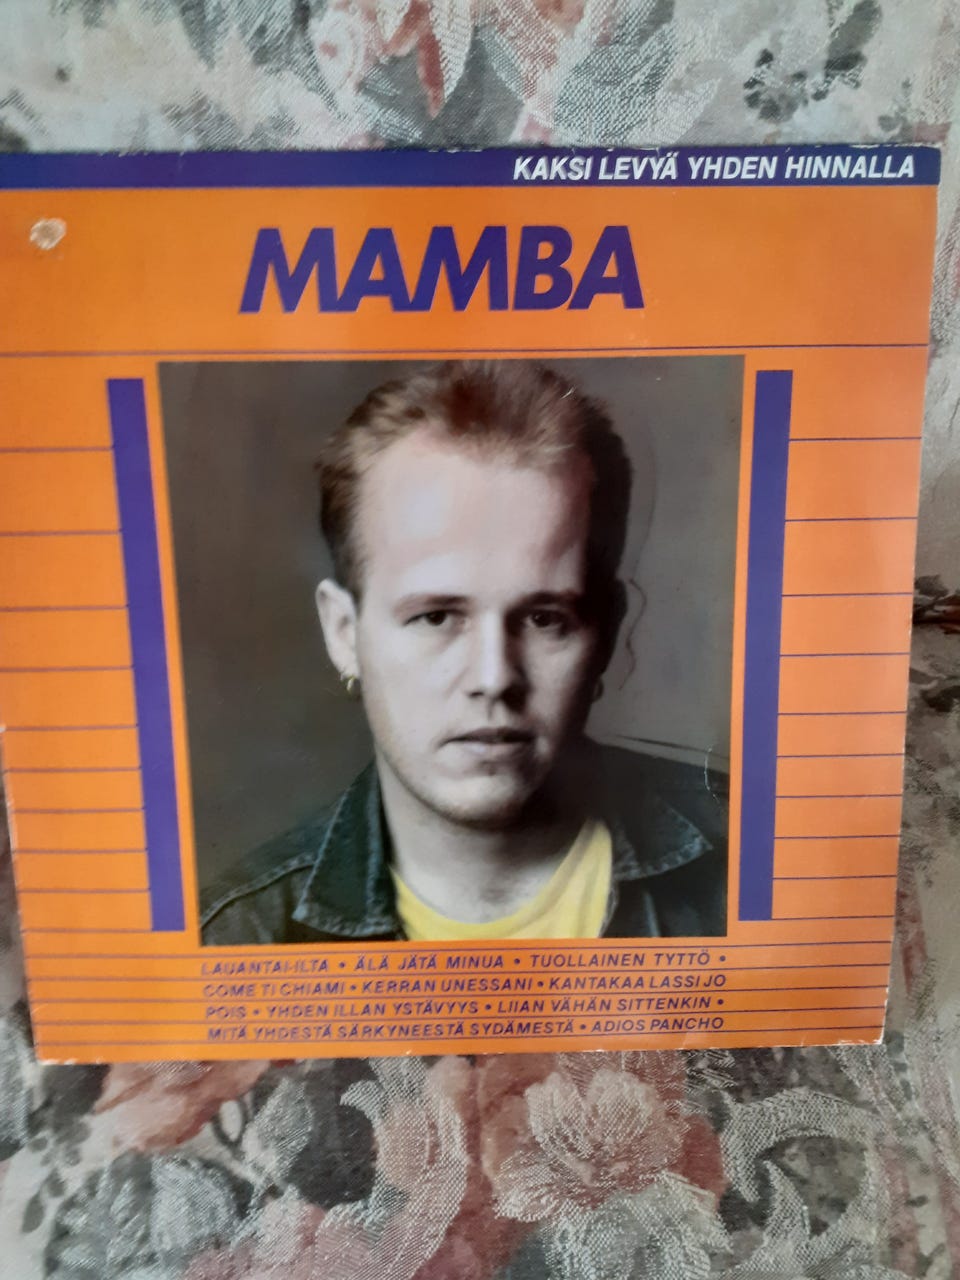 KAKSI LEVYÄ YHDEN HINNALLA
MAMBA
LAUANTAI-ILTA • ÄLÄ JÄTÄ MINUA • TUOLLAINEN TYTTÖ •
COME TI CHIAMI • KERRAN UNESSANI • KANTAKAA LASSI JO
POIS • YHDEN ILLAN YSTÄVYYS • LIIAN VÄHÄN SITTENKIN •
MITÄ YHDESTÄ SÄRKYNEESTÄ SYDÄMESTÄ • ADIOS PANCHO